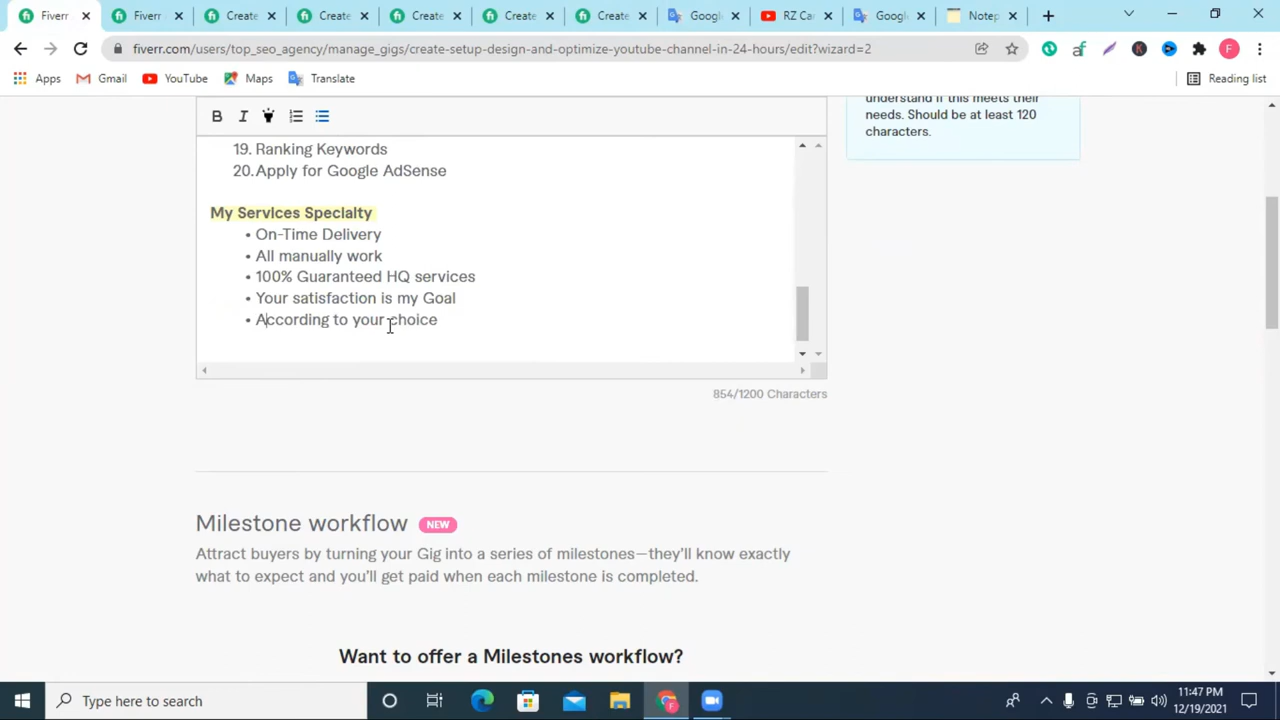 Fiverr
Fiverr
Create
Create
Create
Create
Create
Googl
RZ Car
Googl
Notep
fiverr.com/users/top_seo_agency/manage_gigs/create-setup-design-and-optimize-youtube-channel-in-24-hours/edit?wizard=2
Apps
Gmail
YouTube
Maps
Translate
Reading list
understand if this meets their
needs. Should be at least 120
characters.
19. Ranking Keywords
20. Apply for Google AdSense
My Services Specialty
• On-Time Delivery
• All manually work
• 100% Guaranteed HQ services
• Your satisfaction is my Goal
• According to your choice
854/1200 Characters
Milestone workflow NEW
Attract buyers by turning your Gig into a series of milestones—they'll know exactly
what to expect and you'll get paid when each milestone is completed.
Want to offer a Milestones workflow?
Type here to search
11:47 PM
12/19/2021